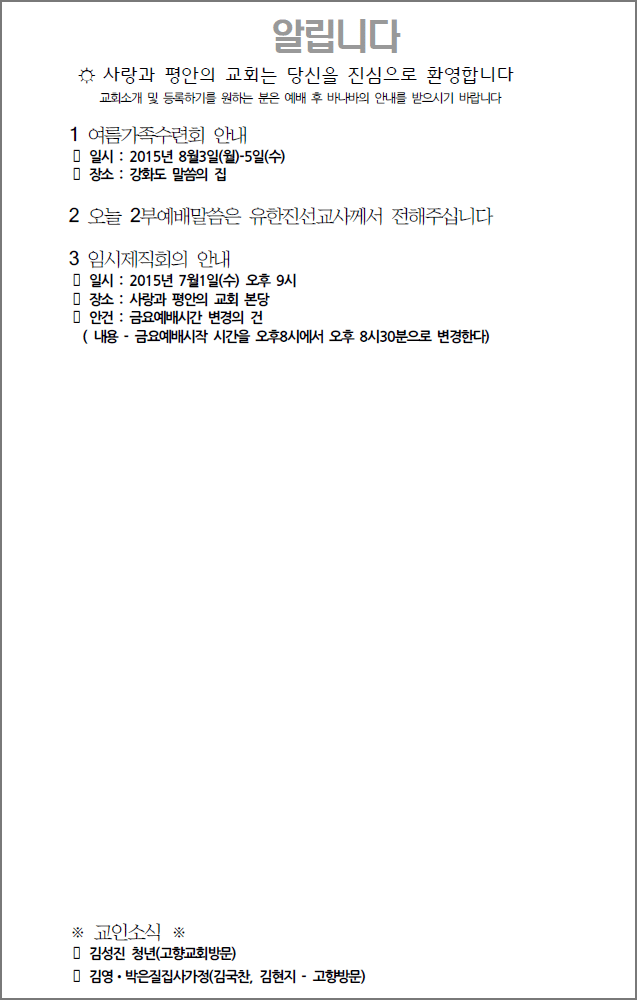 알립니다
☼ 사랑과 평안의 교회는 당신을 진심으로 환영합니다
교회소개 및 등록하기를 원하는 분은 예배 후 바나바의 안내를 받으시기 바랍니다
1 여름가족수련회 안내
▯ 일시 : 2015년 8월3일(월)-5일(수)
▯ 장소 : 강화도 말씀의 집
2 오늘 2부예배말씀은 유한진선교사께서 전해주십니다
3 임시제직회의 안내
▯ 일시 : 2015년 7월1일(수) 오후 9시
▯ 장소 : 사랑과 평안의 교회 본당
▯ 안건 : 금요예배시간 변경의 건
( 내용 - 금요예배시작 시간을 오후8시에서 오후 8시30분으로 변경한다)
※ 교인소식 ※
▯ 김성진 청년(고향교회방문)
▯ 김영·박은질집사가정(김국찬, 김현지 - 고향방문)